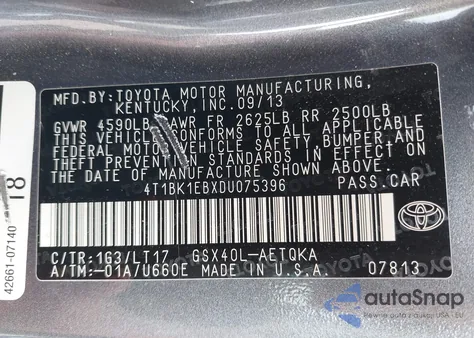 MFD. BY: TOYOTA MOTOR MANUFACTURING,
KENTUCKY, INC. 09/13
GVWR 4590LB GAWR FR 2625LB RR 2500LB
THIS VEHICLE CONFORMS TO ALL APPLICABLE
FEDERAL MOTOR VEHICLE SAFETY, BUMPER, AND
THEFT PREVENTION STANDARDS IN EFFECT ON
THE DATE OF MANUFACTURE SHOWN ABOVE.
4T1BK1EBXDU075396 PASS. CAR
C/TR: 1G3/LT17 GSX40L-AETQKA
A/TM: -01A/U660E MADE IN U.S.A. 07813
TOYOTA
42661-07140
T8
autoSnap